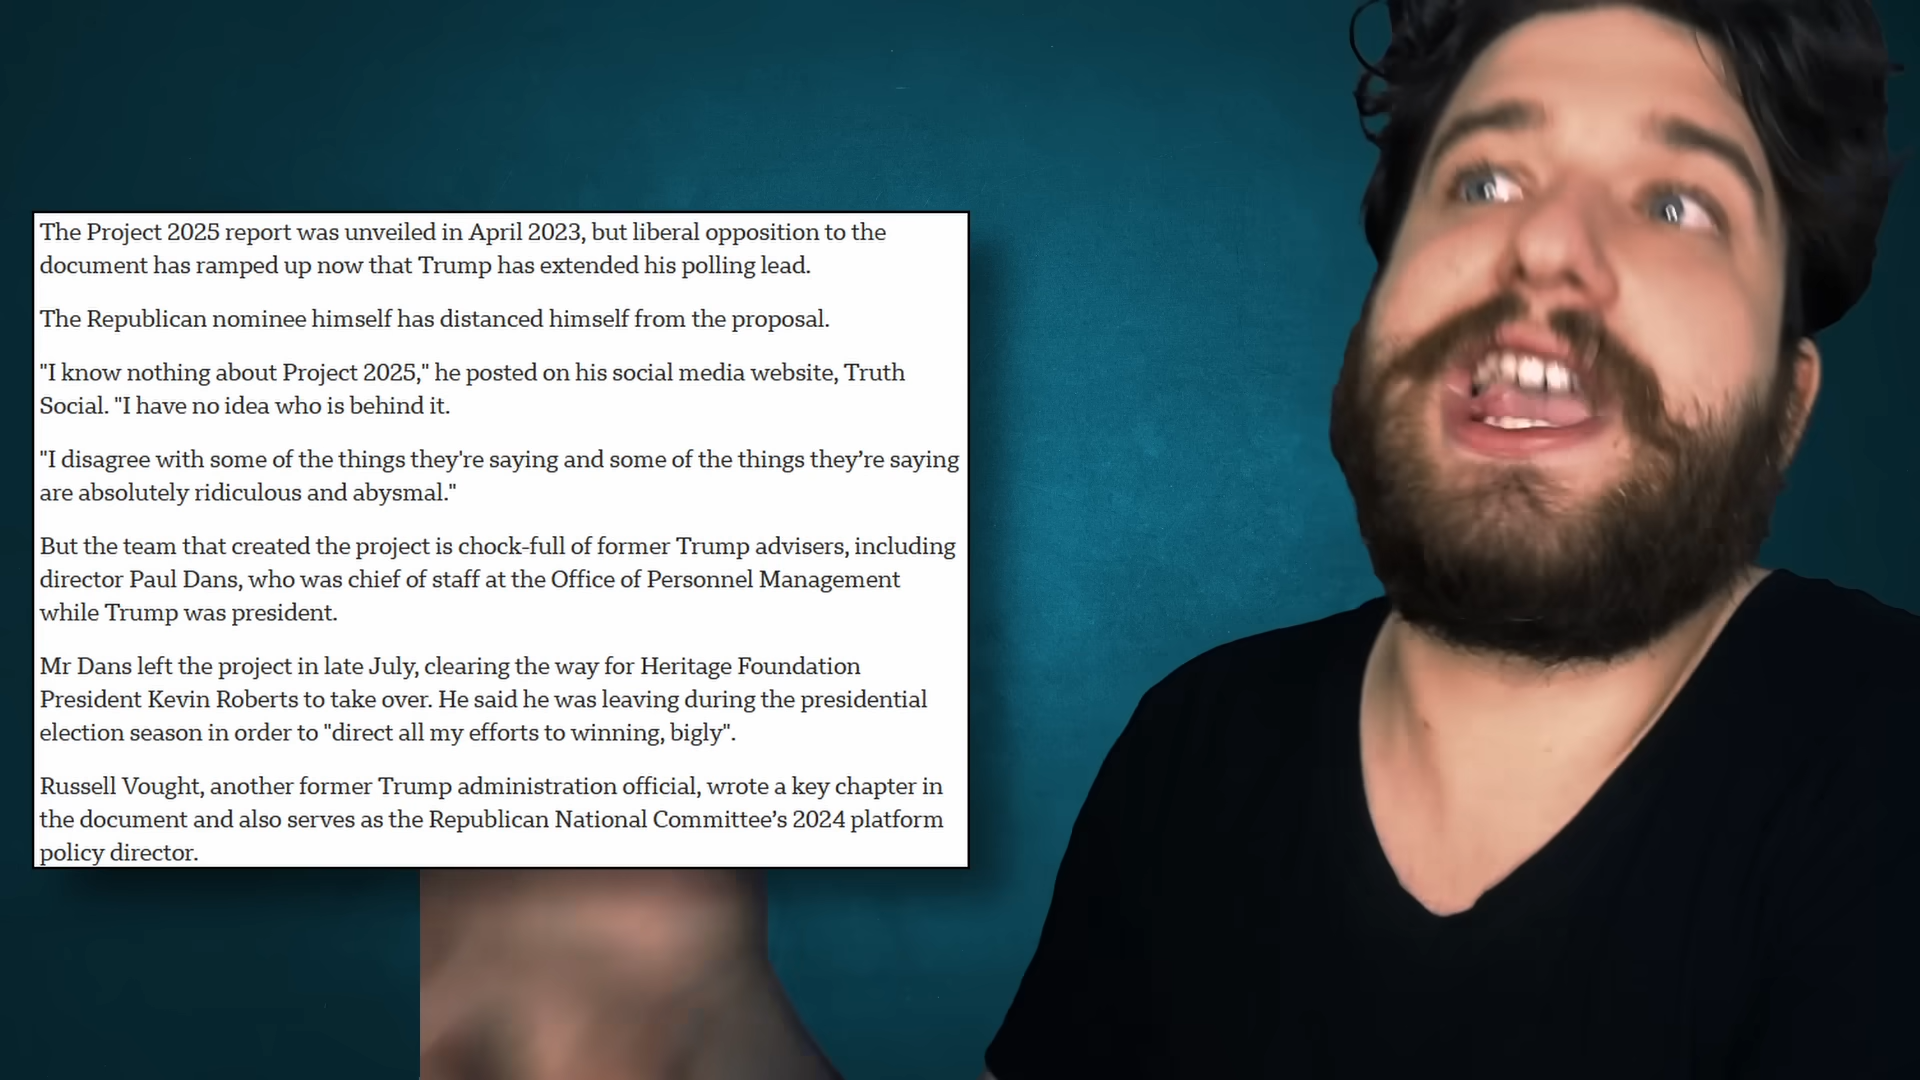 The Project 2025 report was unveiled in April 2023, but liberal opposition to the
document has ramped up now that Trump has extended his polling lead.
The Republican nominee himself has distanced himself from the proposal.
"I know nothing about Project 2025," he posted on his social media website, Truth
Social. "I have no idea who is behind it.
"I disagree with some of the things they're saying and some of the things they’re saying
are absolutely ridiculous and abysmal."
But the team that created the project is chock-full of former Trump advisers, including
director Paul Dans, who was chief of staff at the Office of Personnel Management
while Trump was president.
Mr Dans left the project in late July, clearing the way for Heritage Foundation
President Kevin Roberts to take over. He said he was leaving during the presidential
election season in order to "direct all my efforts to winning, bigly".
Russell Vought, another former Trump administration official, wrote a key chapter in
the document and also serves as the Republican National Committee’s 2024 platform
policy director.